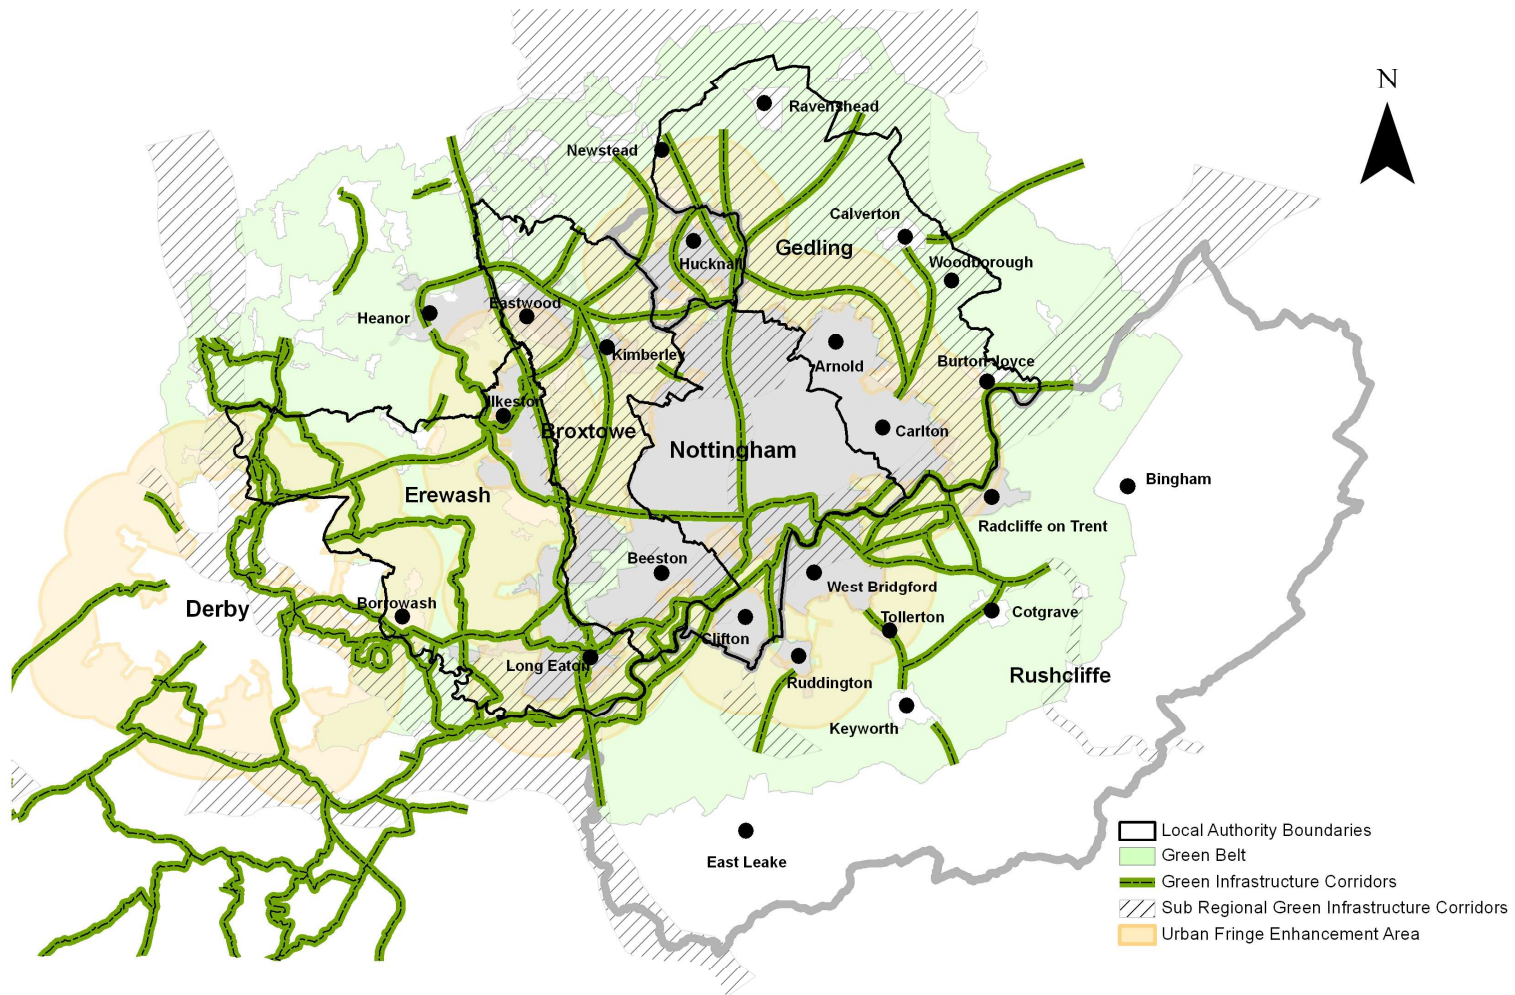 N
Ravenshead
Newstead
Calverton
Gedling
Hucknall
Woodborough
Eastwood
Heanor
Kimberley
Arnold
Burton Joyce
Ilkeston
Broxtowe
Carlton
Nottingham
Bingham
Erewash
Radcliffe on Trent
Beeston
West Bridgford
Borrowash
Derby
Cotgrave
Tollerton
Clifton
Long Eaton
Rushcliffe
Ruddington
Keyworth
East Leake
Local Authority Boundaries
Green Belt
Green Infrastructure Corridors
Sub Regional Green Infrastructure Corridors
Urban Fringe Enhancement Area